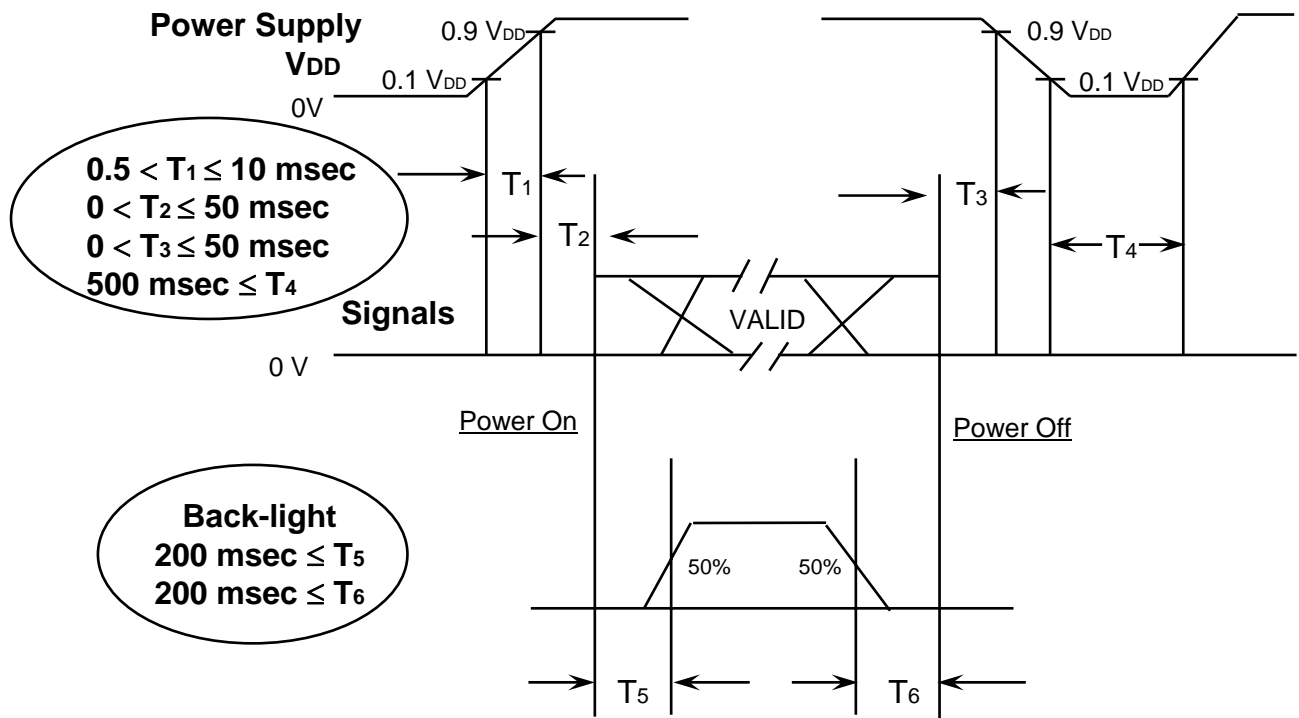 Power Supply
VDD
0.9 VDD
0.9 VDD
0.1 VDD
0.1 VDD
0V
0.5 < T1 ≤ 10 msec
0 < T2 ≤ 50 msec
0 < T3 ≤ 50 msec
500 msec ≤ T4
T1
T3
T2
T4
Signals
VALID
0 V
Power On
Power Off
Back-light
200 msec ≤ T5
200 msec ≤ T6
50%
50%
T5
T6